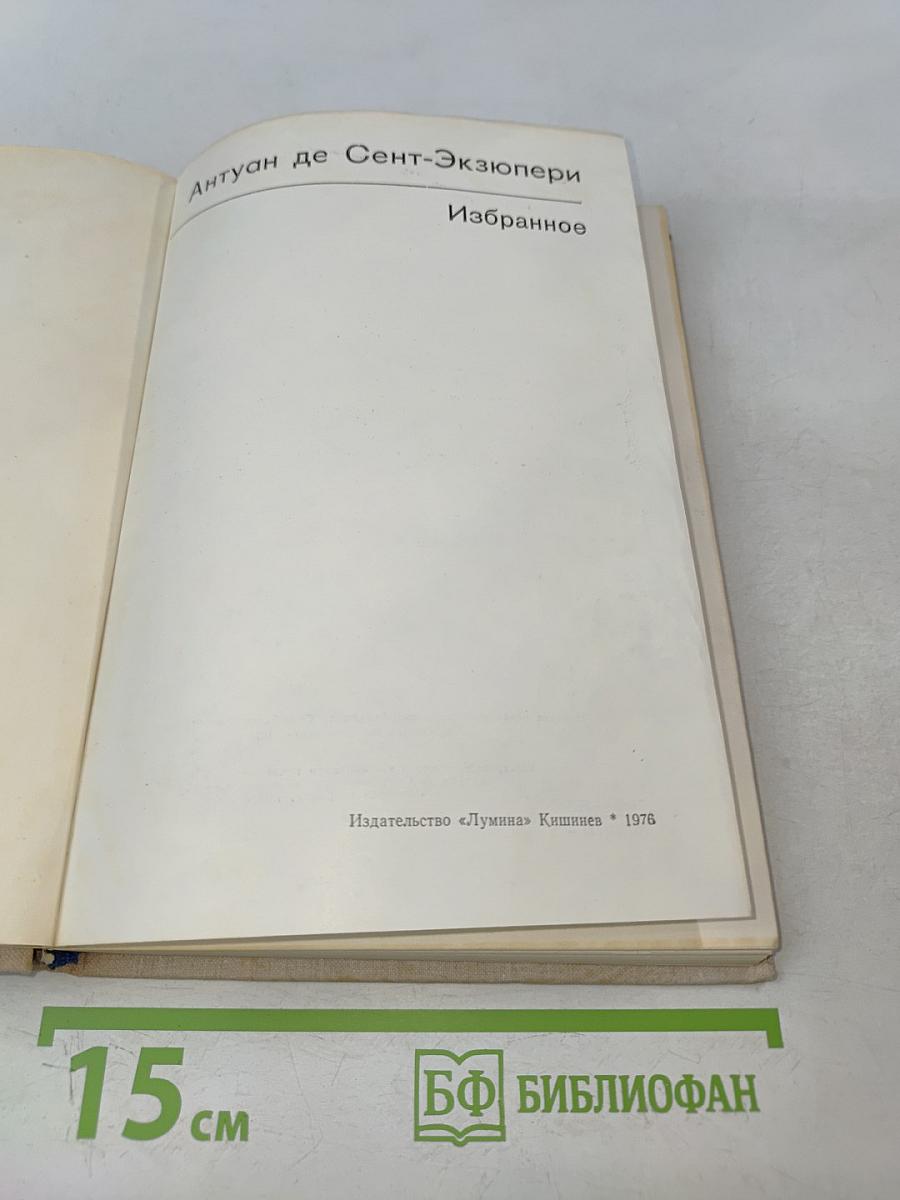 Антуан де Сент-Экзюпери
Избранное
Издательство «Лумина» Кишинев * 1976
15 см
БФ БИБЛИОФАН